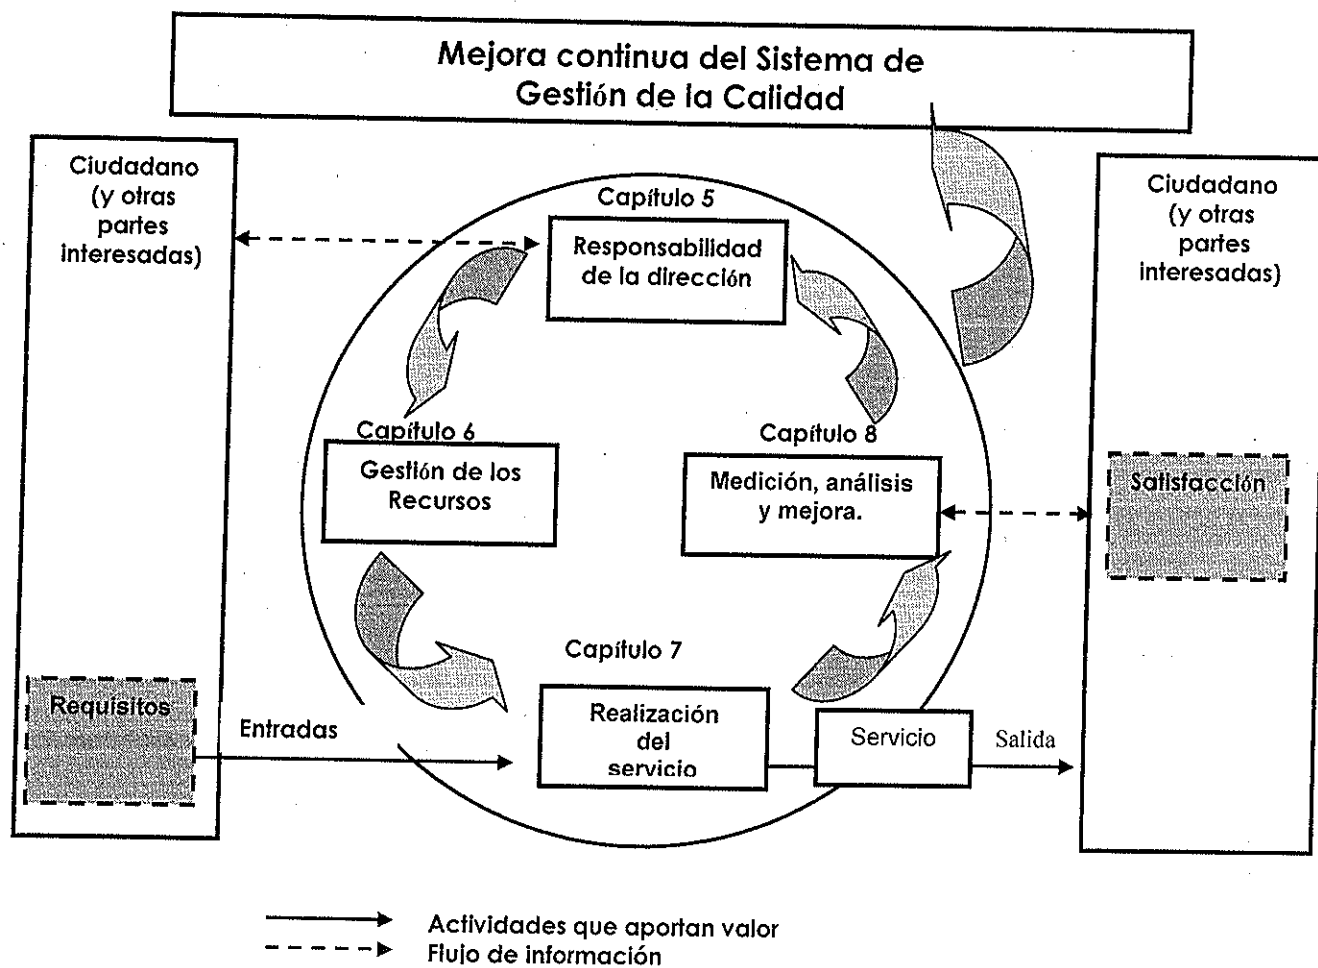 Mejora continua del Sistema de
Gestión de la Calidad
Ciudadano
(y otras
partes
interesadas)
Capítulo 5
Responsabilidad
de la dirección
Ciudadano
(y otras
partes
interesadas)
Capítulo 6
Gestión de los
Recursos
Capítulo 8
Medición, análisis
y mejora.
Satisfacción
Capítulo 7
Realización
del
servicio
Requisitos
Entradas
Servicio
Salida
Actividades que aportan valor
Flujo de información